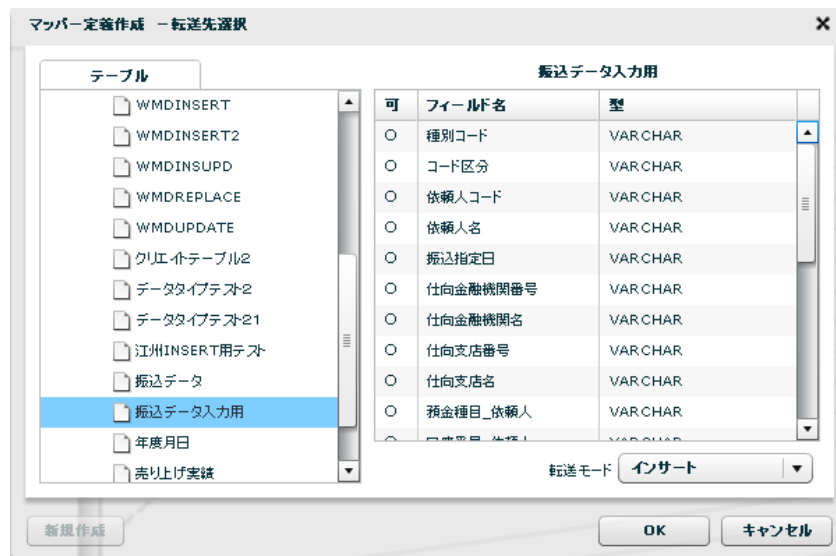 マッパー定義作成 －転送先選択
テーブル
WMDINSERT
WMDINSERT2
WMDINSUPD
WMDREPLACE
WMDUPDATE
クリエイトテーブル2
データタイプテスト2
データタイプテスト21
江州INSERT用テスト
振込データ
振込データ入力用
年度月日
売り上げ実績
振込データ入力用
可 フィールド名 型
○ 種別コード VARCHAR
○ コード区分 VARCHAR
○ 依頼人コード VARCHAR
○ 依頼人名 VARCHAR
○ 振込指定日 VARCHAR
○ 仕向金融機関番号 VARCHAR
○ 仕向金融機関名 VARCHAR
○ 仕向支店番号 VARCHAR
○ 仕向支店名 VARCHAR
○ 預金種目_依頼人 VARCHAR
転送モード インサート
新規作成 OK キャンセル